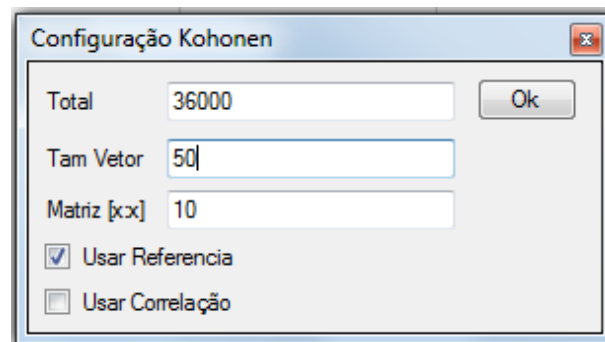 Configuração Kohonen
Total 36000 Ok
Tam Vetor 50
Matriz [x:x] 10
Usar Referencia
Usar Correlação